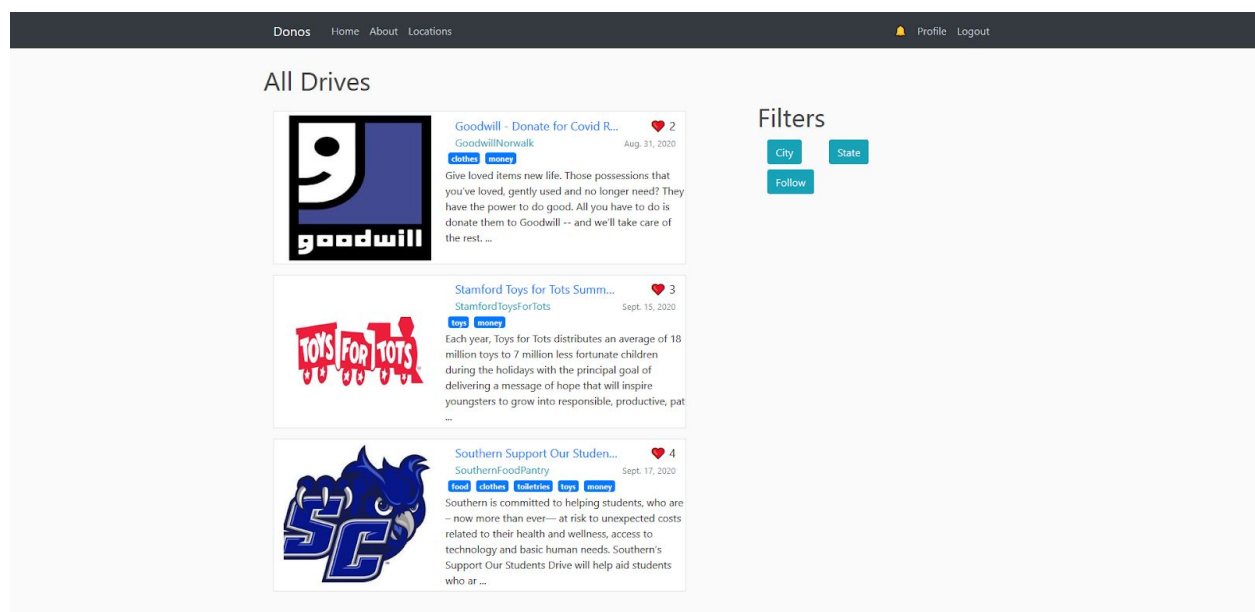 Donos Home About Locations Profile Logout
All Drives
goodwill
Goodwill - Donate for Covid R... 2
GoodwillNorwalk Aug. 31, 2020
clothes money
Give loved items new life. Those possessions that
you've loved, gently used and no longer need? They
have the power to do good. All you have to do is
donate them to Goodwill -- and we'll take care of
the rest. ...
TOYS FOR TOTS
Stamford Toys for Tots Summ... 3
StamfordToysForTots Sept. 15, 2020
toys money
Each year, Toys for Tots distributes an average of 18
million toys to 7 million less fortunate children
during the holidays with the principal goal of
delivering a message of hope that will inspire
youngsters to grow into responsible, productive, pat
...
SC
Southern Support Our Studen... 4
SouthernFoodPantry Sept. 17, 2020
food clothes toiletries toys money
Southern is committed to helping students, who are
– now more than ever— at risk to unexpected costs
related to their health and wellness, access to
technology and basic human needs. Southern's
Support Our Students Drive will help aid students
who ar ...
Filters
City State
Follow